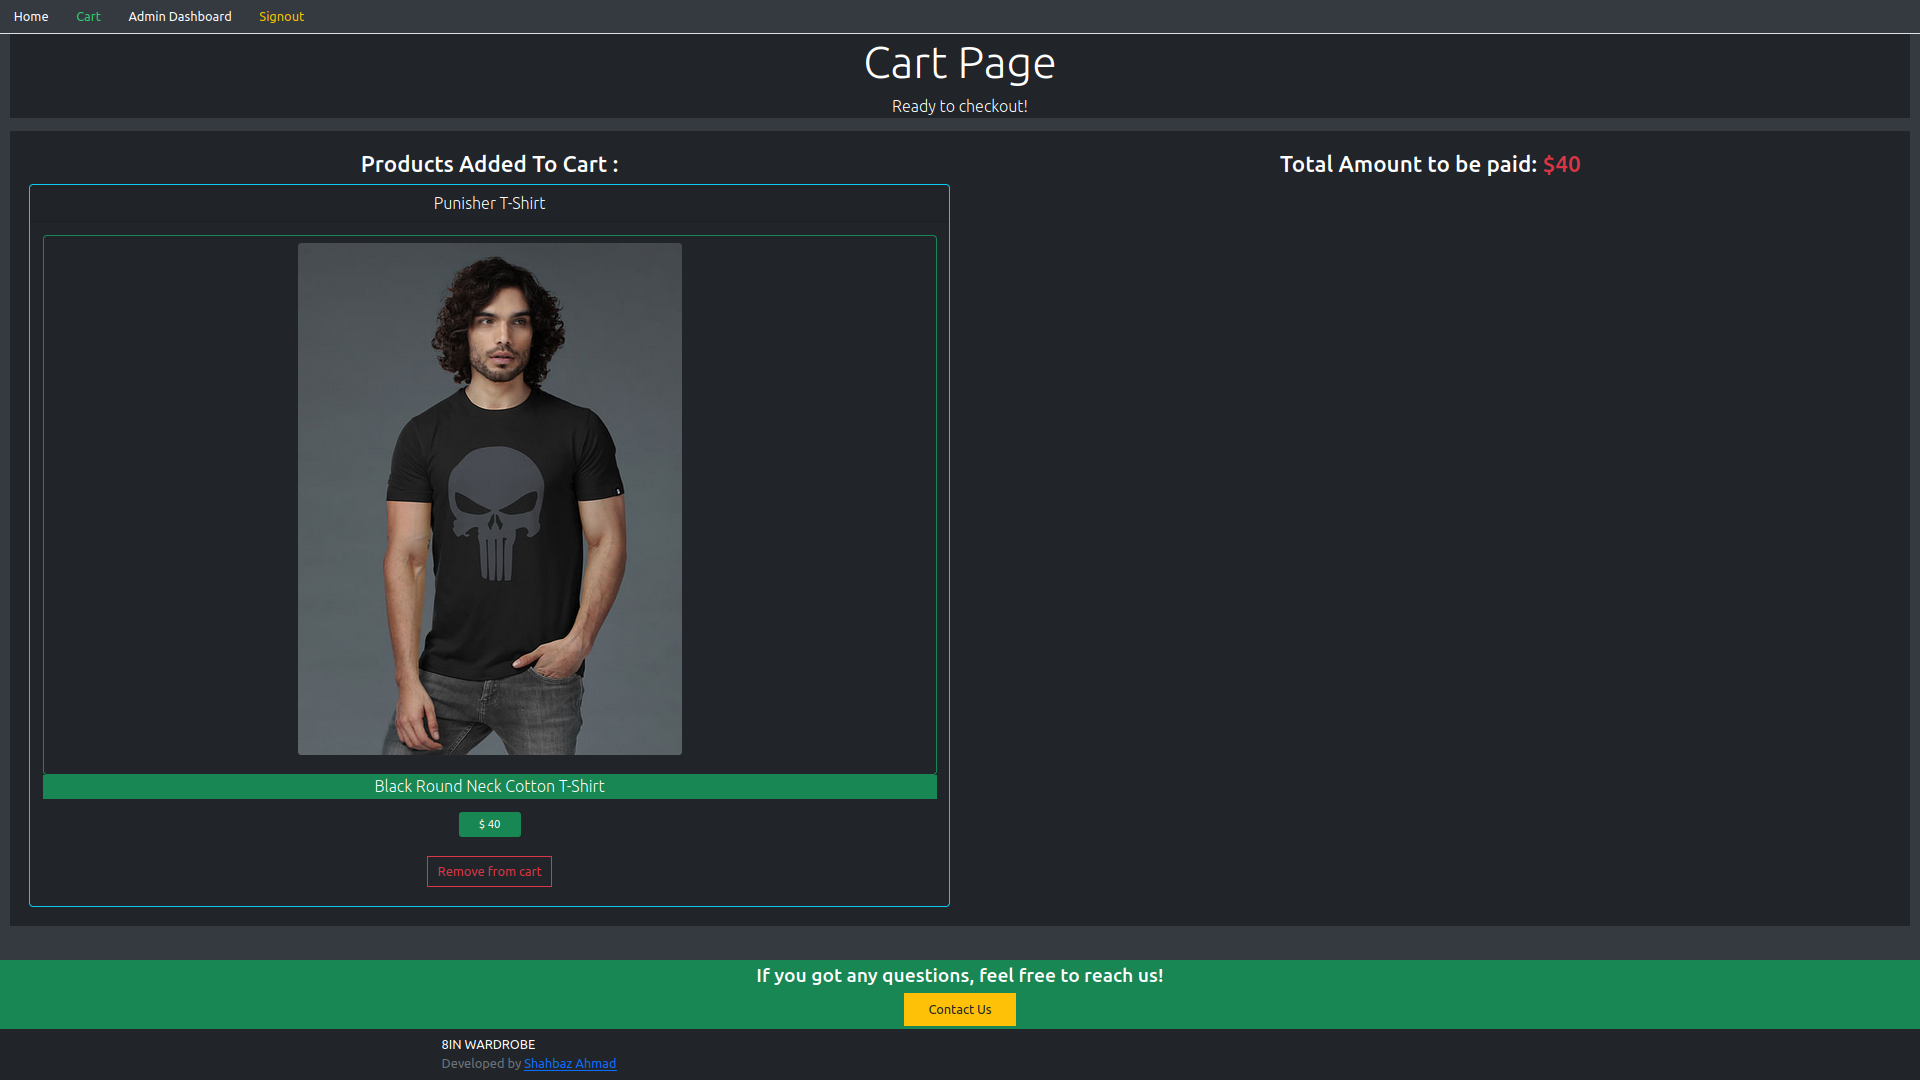 Home Cart Admin Dashboard Signout
Cart Page
Ready to checkout!
Products Added To Cart :
Total Amount to be paid: $40
Punisher T-Shirt
Black Round Neck Cotton T-Shirt
$ 40
Remove from cart
If you got any questions, feel free to reach us!
Contact Us
8IN WARDROBE
Developed by Shahbaz Ahmad